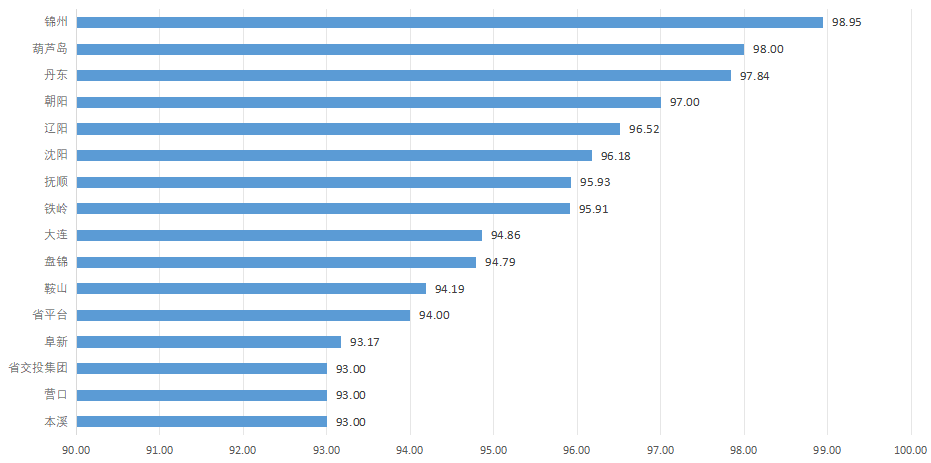 锦州 98.95
葫芦岛 98.00
丹东 97.84
朝阳 97.00
辽阳 96.52
沈阳 96.18
抚顺 95.93
铁岭 95.91
大连 94.86
盘锦 94.79
鞍山 94.19
省平台 94.00
阜新 93.17
省交投集团 93.00
营口 93.00
本溪 93.00
90.00 91.00 92.00 93.00 94.00 95.00 96.00 97.00 98.00 99.00 100.00